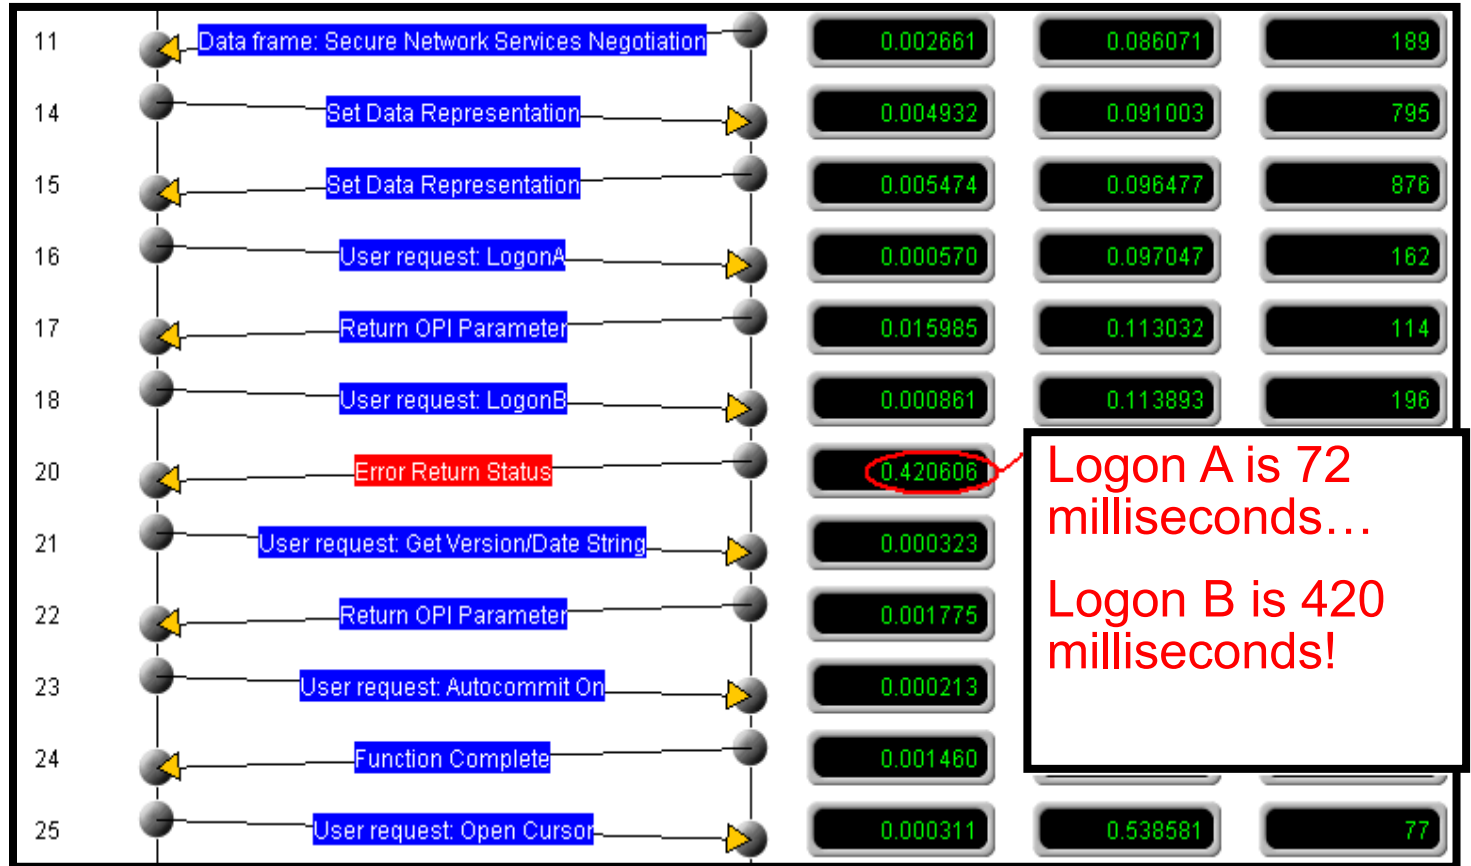 11 Data frame: Secure Network Services Negotiation 0.002661 0.086071 189
14 Set Data Representation 0.004932 0.091003 795
15 Set Data Representation 0.005474 0.096477 876
16 User request: LogonA 0.000570 0.097047 162
17 Return OPI Parameter 0.015985 0.113032 114
18 User request: LogonB 0.000861 0.113893 196
20 Error Return Status 0.420606
21 User request: Get Version/Date String 0.000323
22 Return OPI Parameter 0.001775
23 User request: Autocommit On 0.000213
24 Function Complete 0.001460
25 User request: Open Cursor 0.000311 0.538581 77
Logon A is 72
milliseconds…
Logon B is 420
milliseconds!